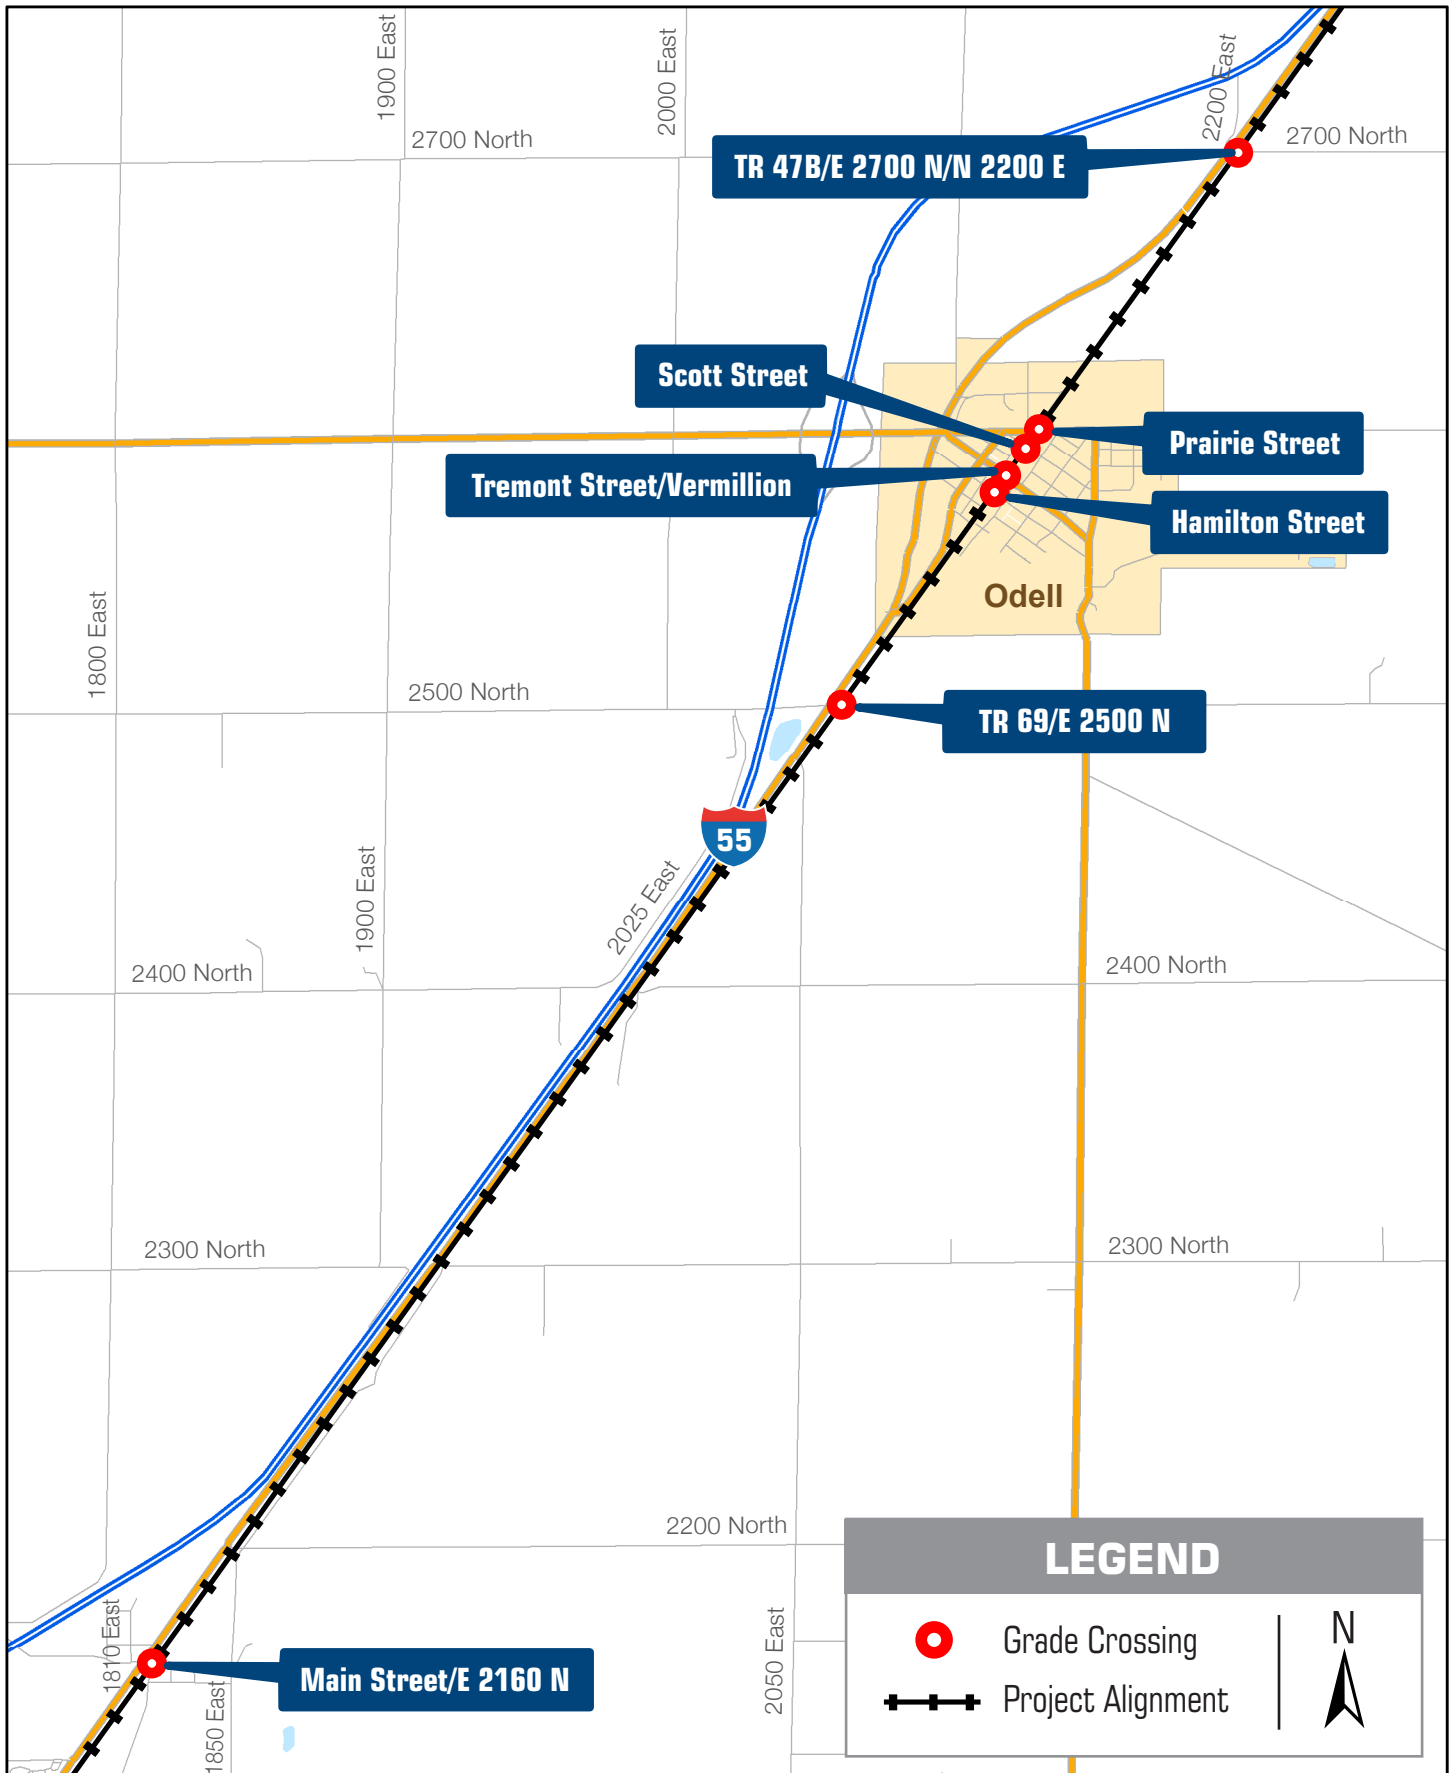 1900 East
2000 East
2200 East
2700 North
2700 North
TR 47B/E 2700 N/N 2200 E
Scott Street
Prairie Street
Tremont Street/Vermillion
Hamilton Street
Odell
1800 East
2500 North
TR 69/E 2500 N
55
1900 East
2025 East
2400 North
2400 North
2300 North
2300 North
2200 North
LEGEND
Grade Crossing
Project Alignment
N
1810 East
Main Street/E 2160 N
1850 East
2050 East